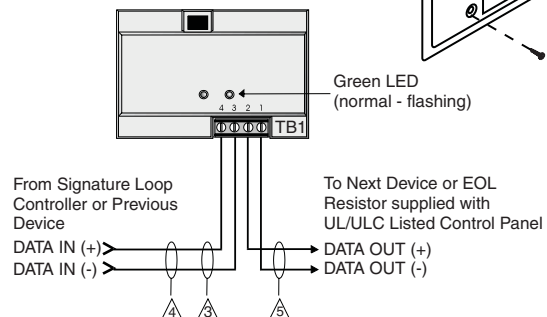 Green LED
(normal - flashing)
4 3 2 1
TB1
From Signature Loop
Controller or Previous
Device
DATA IN (+)
DATA IN (-)
To Next Device or EOL
Resistor supplied with
UL/ULC Listed Control Panel
DATA OUT (+)
DATA OUT (-)
4 3 5